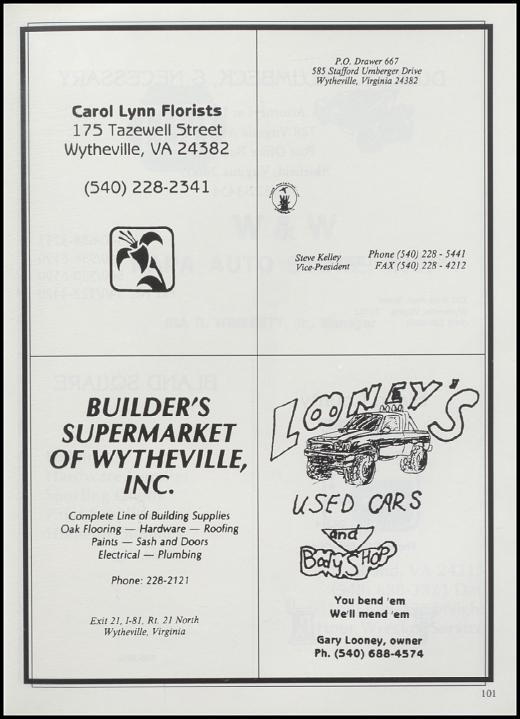 Carol Lynn Florists
175 Tazewell Street
Wytheville, VA 24382
(540) 228-2341
P.O. Drawer 667
585 Stafford Umberger Drive
Wytheville, Virginia 24382
Steve Kelley
Vice-President
Phone (540) 228 - 5441
FAX (540) 228 - 4212
BUILDER'S
SUPERMARKET
OF WYTHEVILLE,
INC.
Complete Line of Building Supplies
Oak Flooring — Hardware — Roofing
Paints — Sash and Doors
Electrical — Plumbing
Phone: 228-2121
Exit 21, I-81, Rt. 21 North
Wytheville, Virginia
LOONEY'S
USED CARS
and
Body SHOP
You bend 'em
We'll mend 'em
Gary Looney, owner
Ph. (540) 688-4574
101